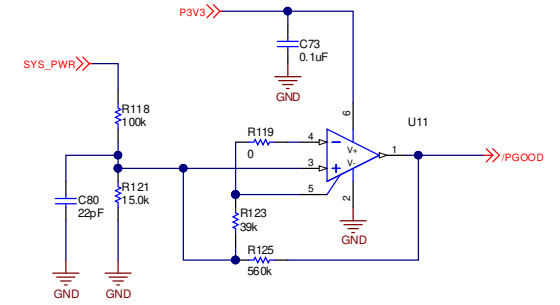 P3V3
C73
0.1uF
GND
SYS_PWR
R118
100k
R119
0
6
U11
4
V+
1
/PGOOD
3
V-
5
2
R121
15.0k
C80
22pF
R123
39k
GND
R125
560k
GND
GND